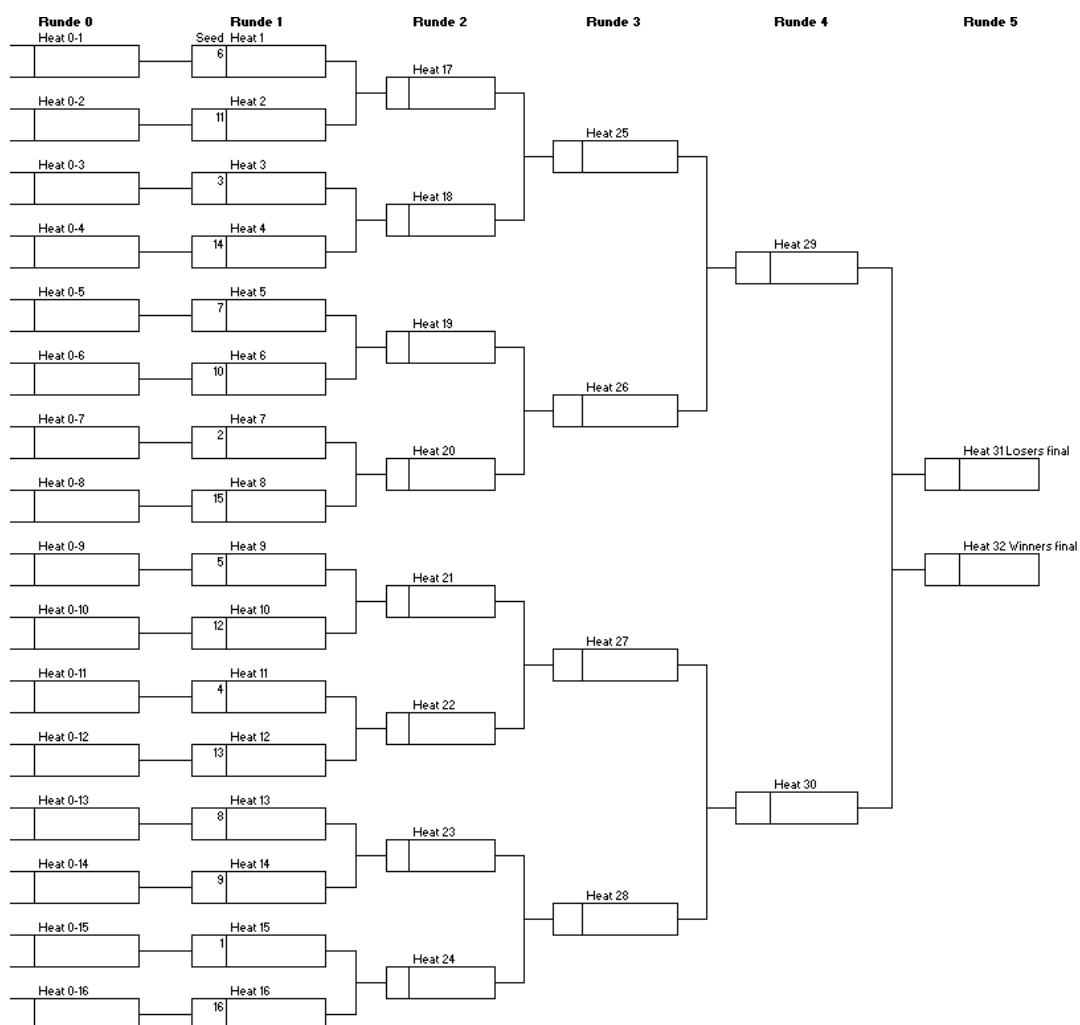 Runde 0 Runde 1 Runde 2 Runde 3 Runde 4 Runde 5
Heat 0-1 Seed Heat 1
6
Heat 17
Heat 0-2 Heat 2
11
Heat 25
Heat 0-3 Heat 3
3
Heat 18
Heat 0-4 Heat 4
14
Heat 29
Heat 0-5 Heat 5
7
Heat 19
Heat 0-6 Heat 6
10
Heat 26
Heat 0-7 Heat 7
2
Heat 20
Heat 31 Losers final
Heat 0-8 Heat 8
15
Heat 0-9 Heat 9
Heat 32 Winners final
5
Heat 21
Heat 0-10 Heat 10
12
Heat 27
Heat 0-11 Heat 11
4
Heat 22
Heat 0-12 Heat 12
13
Heat 30
Heat 0-13 Heat 13
8
Heat 23
Heat 0-14 Heat 14
9
Heat 28
Heat 0-15 Heat 15
1
Heat 24
Heat 0-16 Heat 16
16